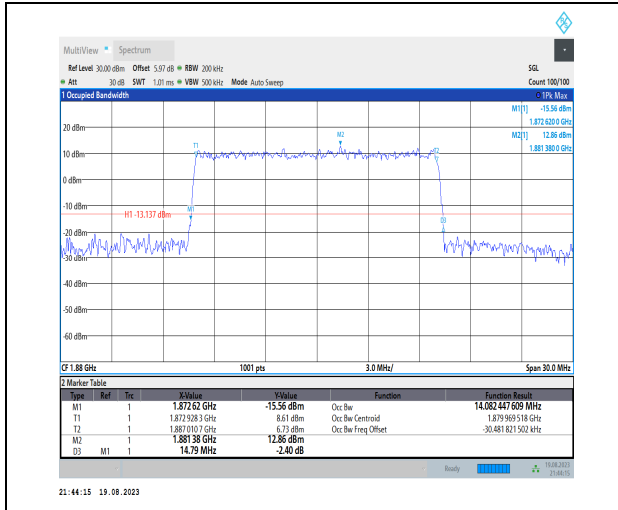 MultiView Spectrum
Ref Level 30.00 dBm Offset 5.97 dB RBW 200 kHz SGL
Att 30 dB SWT 1.01 ms VBW 500 kHz Mode Auto Sweep Count 100/100
1 Occupied Bandwidth 1Pk Max
M1[1] -15.56 dBm
1.872 620 0 GHz
M2[1] 12.86 dBm
1.881 380 0 GHz
20 dBm
M2
T1
T2
10 dBm
0 dBm
-10 dBm
M1
H1 -13.137 dBm
D3
-20 dBm
-30 dBm
-40 dBm
-50 dBm
-60 dBm
CF 1.88 GHz 1001 pts 3.0 MHz/ Span 30.0 MHz
2 Marker Table
Type Ref Trc X-Value Y-Value Function Function Result
M1 1 1.872 62 GHz -15.56 dBm Occ Bw 14.082 447 609 MHz
T1 1 1.872 928 3 GHz 8.61 dBm Occ Bw Centroid 1.879 969 518 GHz
T2 1 1.887 010 7 GHz 6.73 dBm Occ Bw Freq Offset -30.481 821 502 kHz
M2 1 1.881 38 GHz 12.86 dBm
D3 M1 1 14.79 MHz -2.40 dB
Ready 19.08.2023
21:44:15
21:44:15 19.08.2023